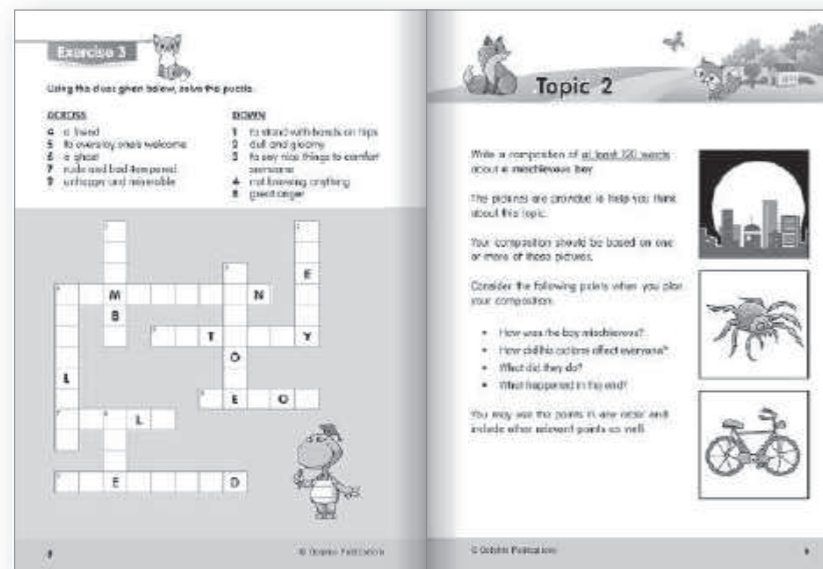 Exercise 3
Using the clues given below, solve the puzzle.
ACROSS
4 a friend
5 to overstay one's welcome
6 a ghost
7 rude and bad-tempered
9 unhappy and miserable
DOWN
1 to stand with hands on hips
2 dull and gloomy
3 to say nice things to comfort
someone
4 not knowing anything
8 great anger
E
M N
B
T Y
O
L
E O
L
E D
8
© Dolphin Publications
Topic 2
Write a composition of at least 120 words
about a mischievous boy.
The pictures are provided to help you think
about this topic.
Your composition should be based on one
or more of these pictures.
Consider the following points when you plan
your composition:
• How was the boy mischievous?
• How did his actions affect everyone?
• What did they do?
• What happened in the end?
You may use the points in any order and
include other relevant points as well.
© Dolphin Publications